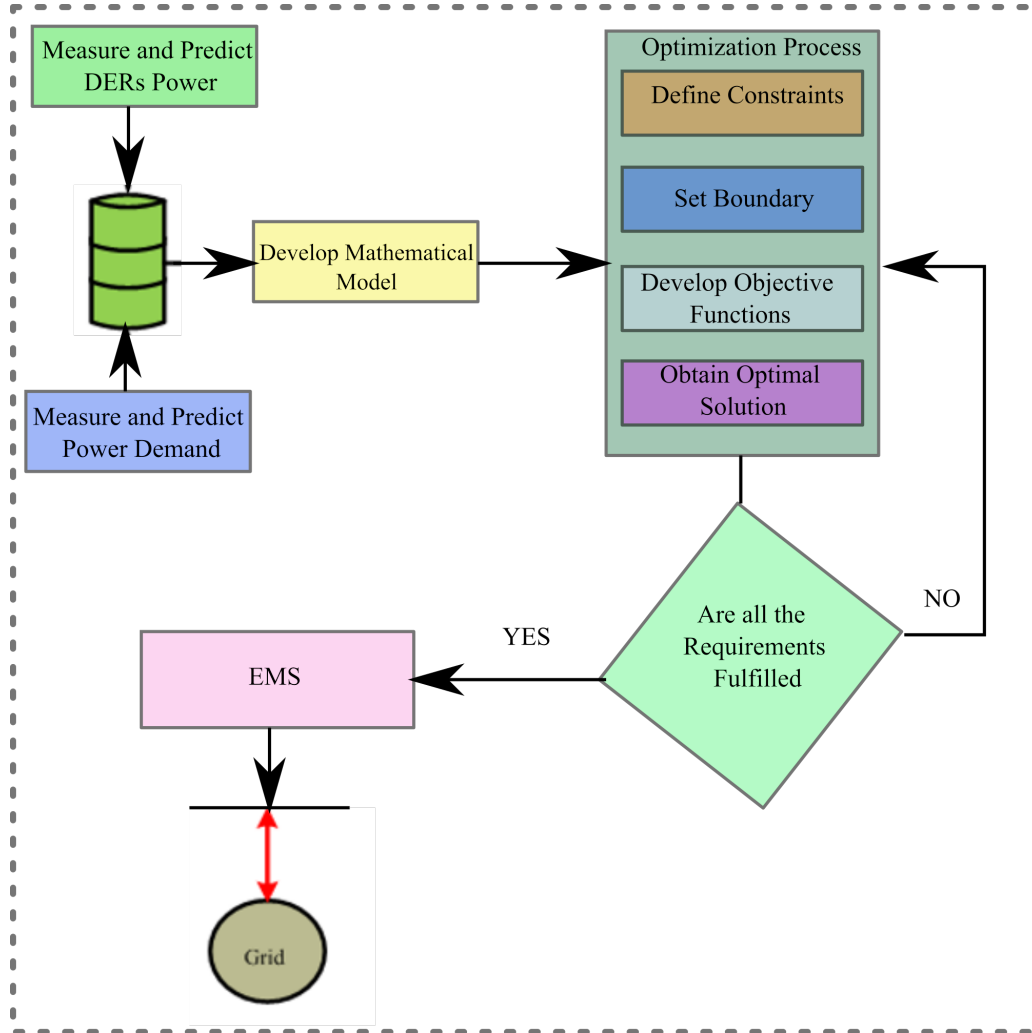 Measure and Predict
DERs Power
Optimization Process
Define Constraints
Set Boundary
Develop Mathematical
Model
Develop Objective
Functions
Obtain Optimal
Solution
Measure and Predict
Power Demand
Are all the
Requirements
Fulfilled
NO
YES
EMS
Grid